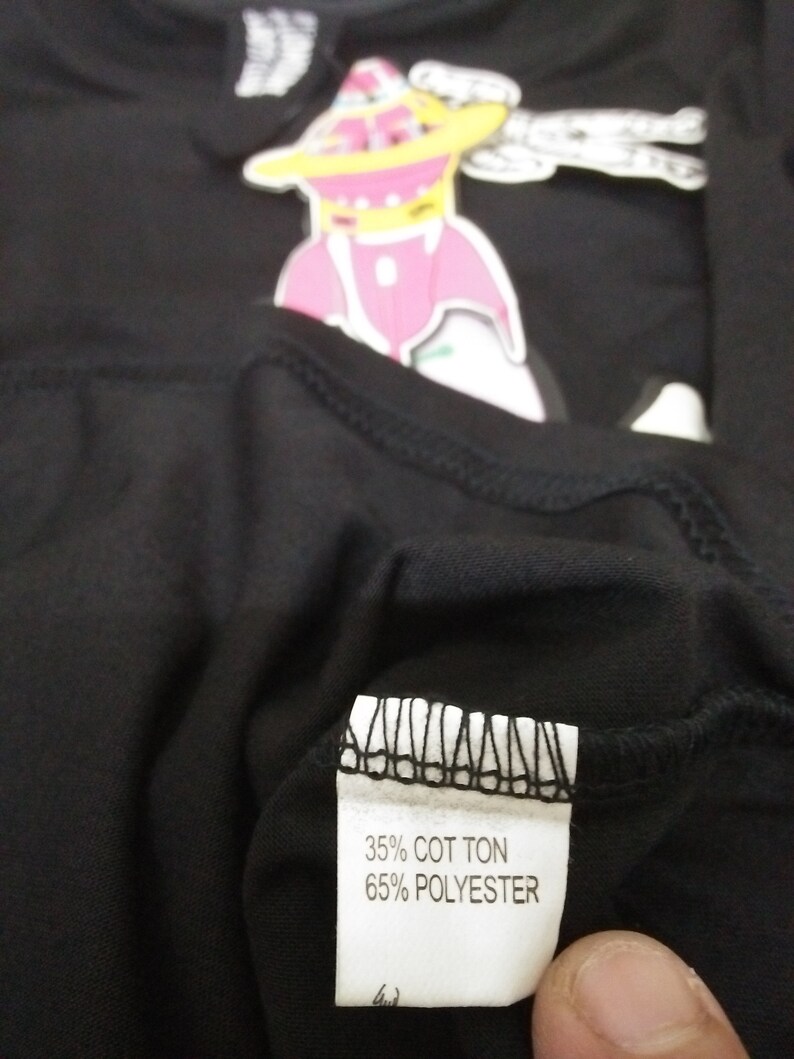 35% COT TON
65% POLYESTER